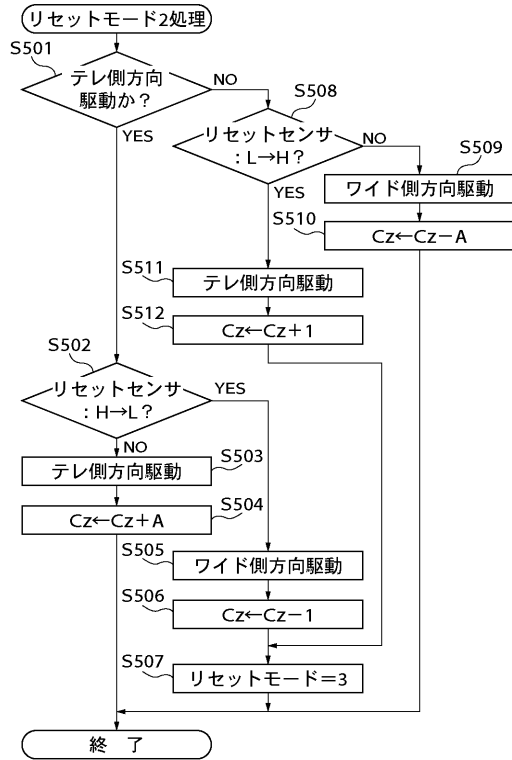 リセットモード2処理
S501
テレ側方向
駆動か?
NO
YES
S508
リセットセンサ
:L→H?
NO
YES
S509
ワイド側方向駆動
S510
Cz←Cz−A
S511
テレ側方向駆動
S512
Cz←Cz+1
S502
リセットセンサ
:H→L?
YES
NO
S503
テレ側方向駆動
S504
Cz←Cz+A
S505
ワイド側方向駆動
S506
Cz←Cz−1
S507
リセットモード=3
終 了